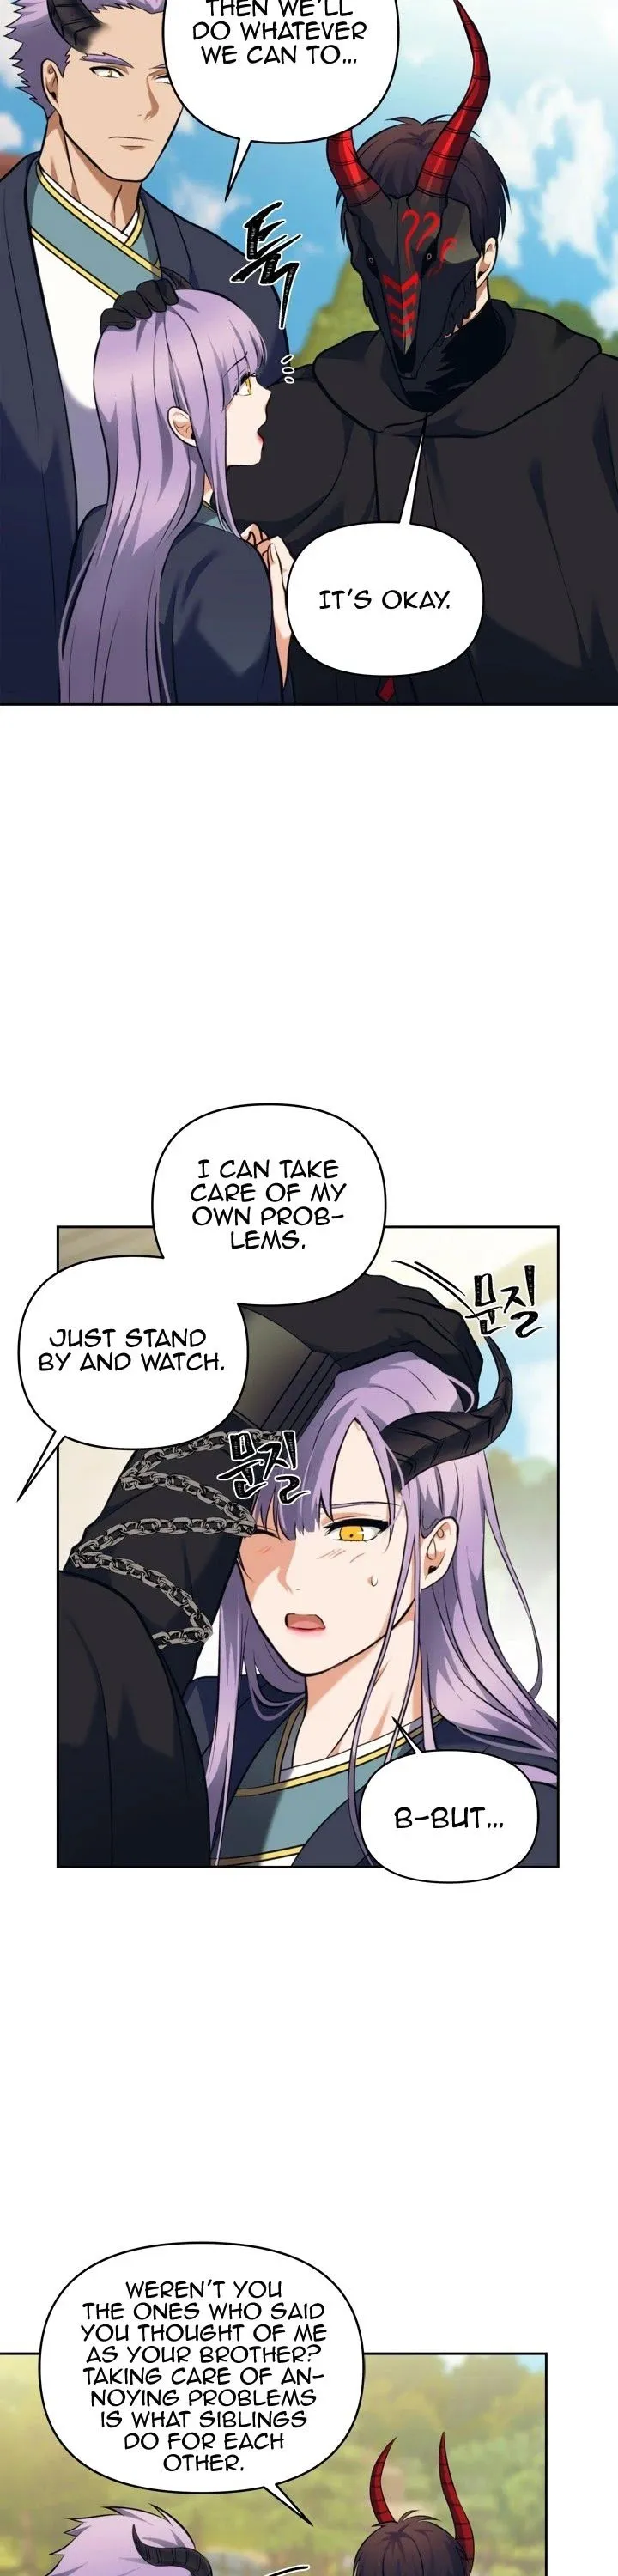 THEN WE'LL
DO WHATEVER
WE CAN TO...
톡
IT'S OKAY.
I CAN TAKE
CARE OF MY
OWN PROB-
LEMS.
JUST STAND
BY AND WATCH.
문질
문질
B-BUT...
WEREN'T YOU
THE ONES WHO SAID
YOU THOUGHT OF ME
AS YOUR BROTHER?
TAKING CARE OF AN-
NOYING PROBLEMS
IS WHAT SIBLINGS
DO FOR EACH
OTHER.